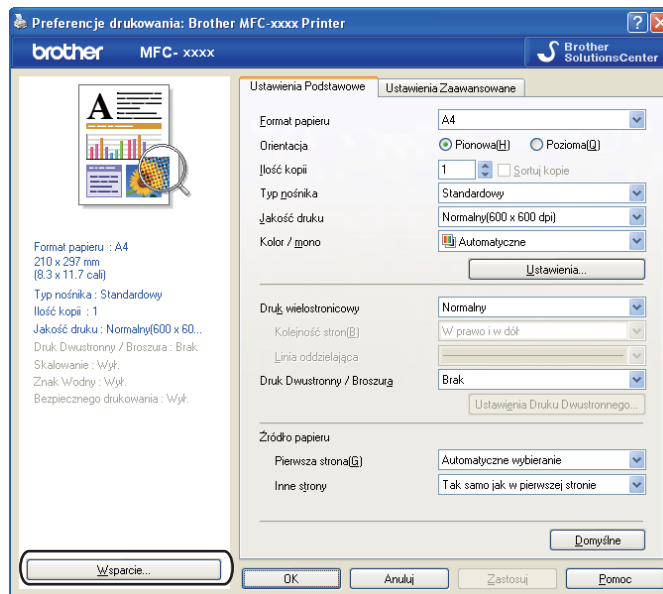 Preferencje drukowania: Brother MFC-xxxx Printer
brother MFC- xxxx
Brother
SolutionsCenter
A
Format papieru : A4
210 x 297 mm
(8.3 x 11.7 cali)
Typ nośnika : Standardowy
Ilość kopii : 1
Jakość druku : Normalny(600 x 60...
Druk Dwustronny / Broszura : Brak
Skalowanie : Wył.
Znak Wodny : Wył.
Bezpiecznego drukowania : Wył.
Wsparcie...
Ustawienia Podstawowe Ustawienia Zaawansowane
Format papieru A4
Orientacja Pionowa(H) Pozioma(Q)
Ilość kopii 1 Sortuj kopie
Typ nośnika Standardowy
Jakość druku Normalny(600 x 600 dpi)
Kolor / mono Automatyczne
Ustawienia...
Druk wielostronicowy Normalny
Kolejność stron(B) W prawo i w dół
Linia oddzielająca
Druk Dwustronny / Broszura Brak
Ustawienia Druku Dwustronnego...
Źródło papieru
Pierwsza strona(G) Automatyczne wybieranie
Inne strony Tak samo jak w pierwszej stronie
Domyślne
OK Anuluj Zastosuj Pomoc